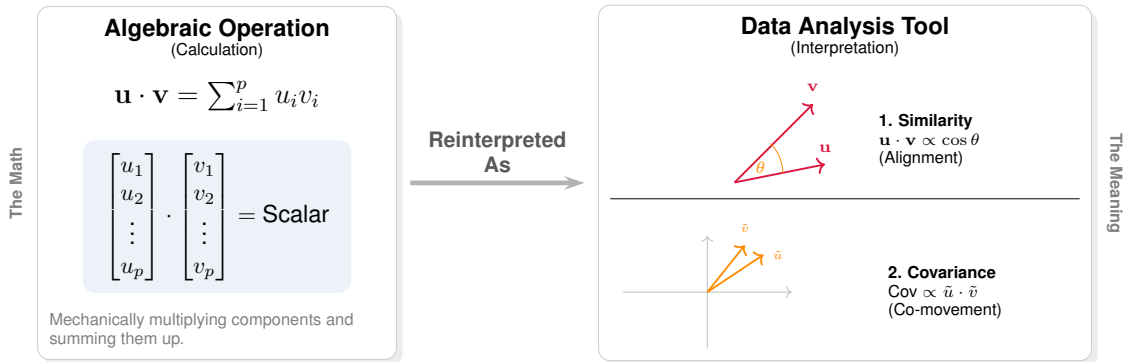 The Math
Algebraic Operation
(Calculation)
u · v = ∑_{i=1}^{p} u_i v_i
[u_1 u_2 ⋮ u_p] · [v_1 v_2 ⋮ v_p] = Scalar
Mechanically multiplying components and
summing them up.
Reinterpreted
As
Data Analysis Tool
(Interpretation)
v
u
θ
1. Similarity
u · v ∝ cos θ
(Alignment)
ṽ
ũ
2. Covariance
Cov ∝ ũ · ṽ
(Co-movement)
The Meaning